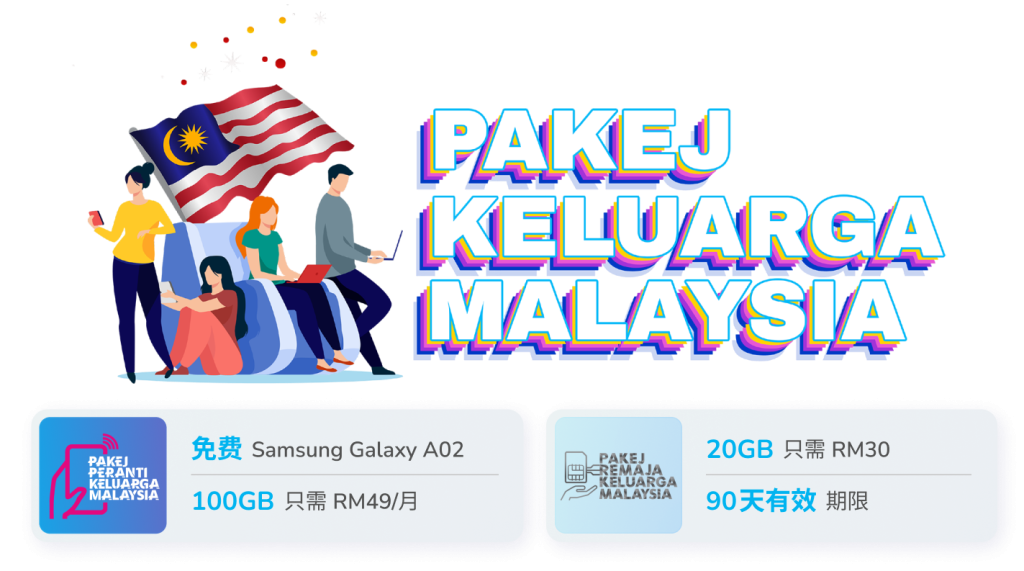 PAKEJ
KELUARGA
MALAYSIA
PAKEJ
PERANTI
KELUARGA
MALAYSIA
免费 Samsung Galaxy A02
100GB 只需 RM49/月
PAKEJ
REMAJA
KELUARGA
MALAYSIA
20GB 只需 RM30
90天有效 期限